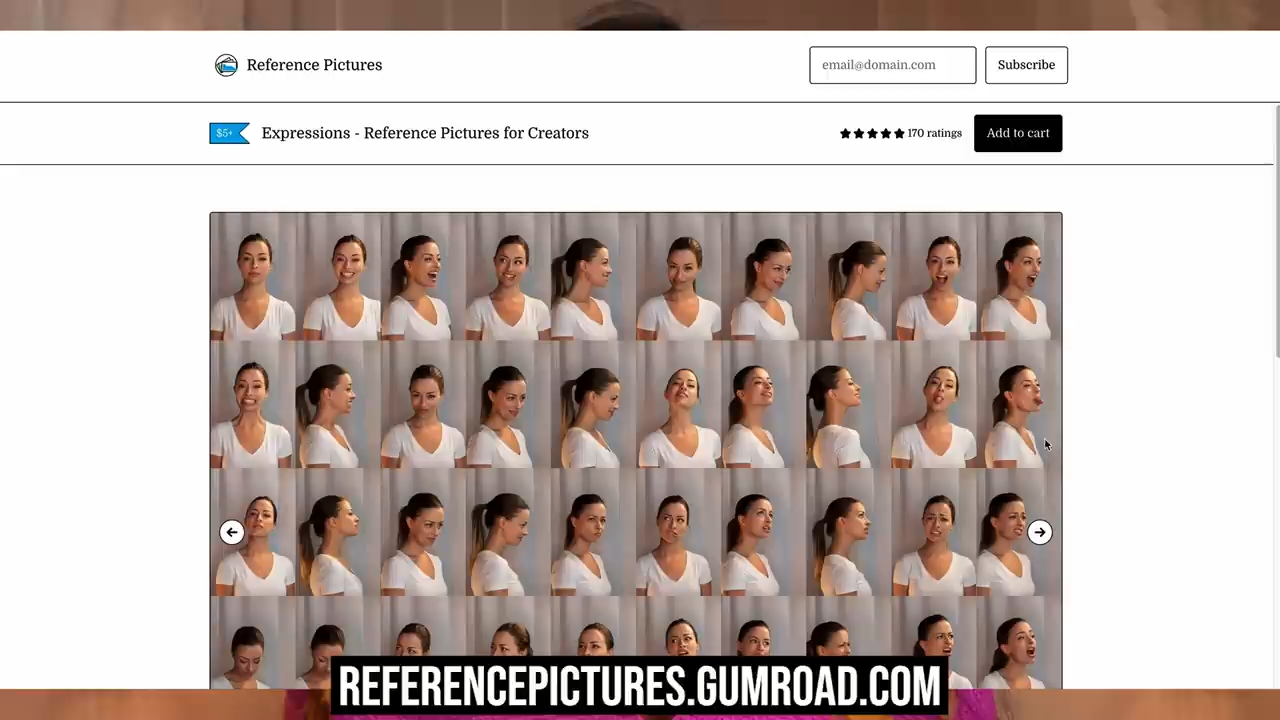 Reference Pictures
email@domain.com
Subscribe
$5+
Expressions - Reference Pictures for Creators
170 ratings
Add to cart
REFERENCEPICTURES.GUMROAD.COM